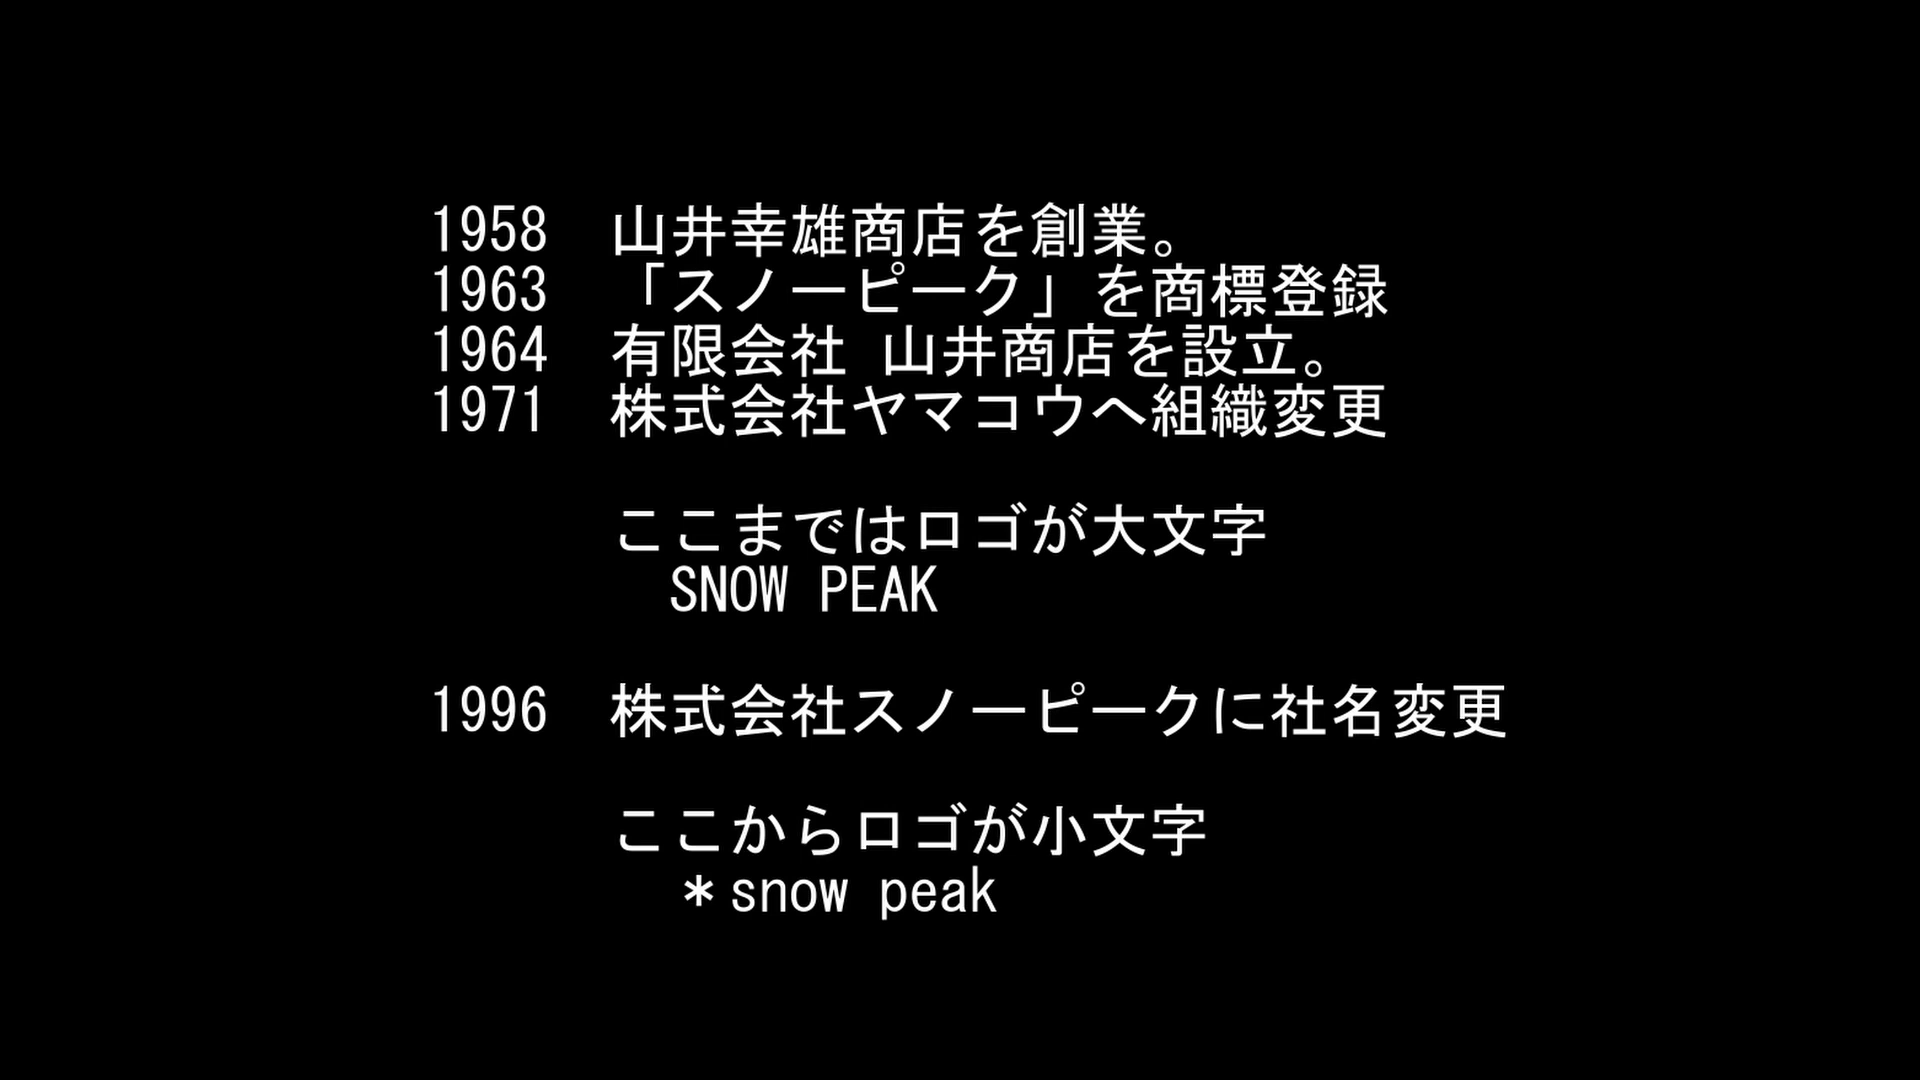 1958 山井幸雄商店を創業。
1963 「スノーピーク」を商標登録
1964 有限会社 山井商店を設立。
1971 株式会社ヤマコウへ組織変更
ここまではロゴが大文字
SNOW PEAK
1996 株式会社スノーピークに社名変更
ここからロゴが小文字
＊snow peak